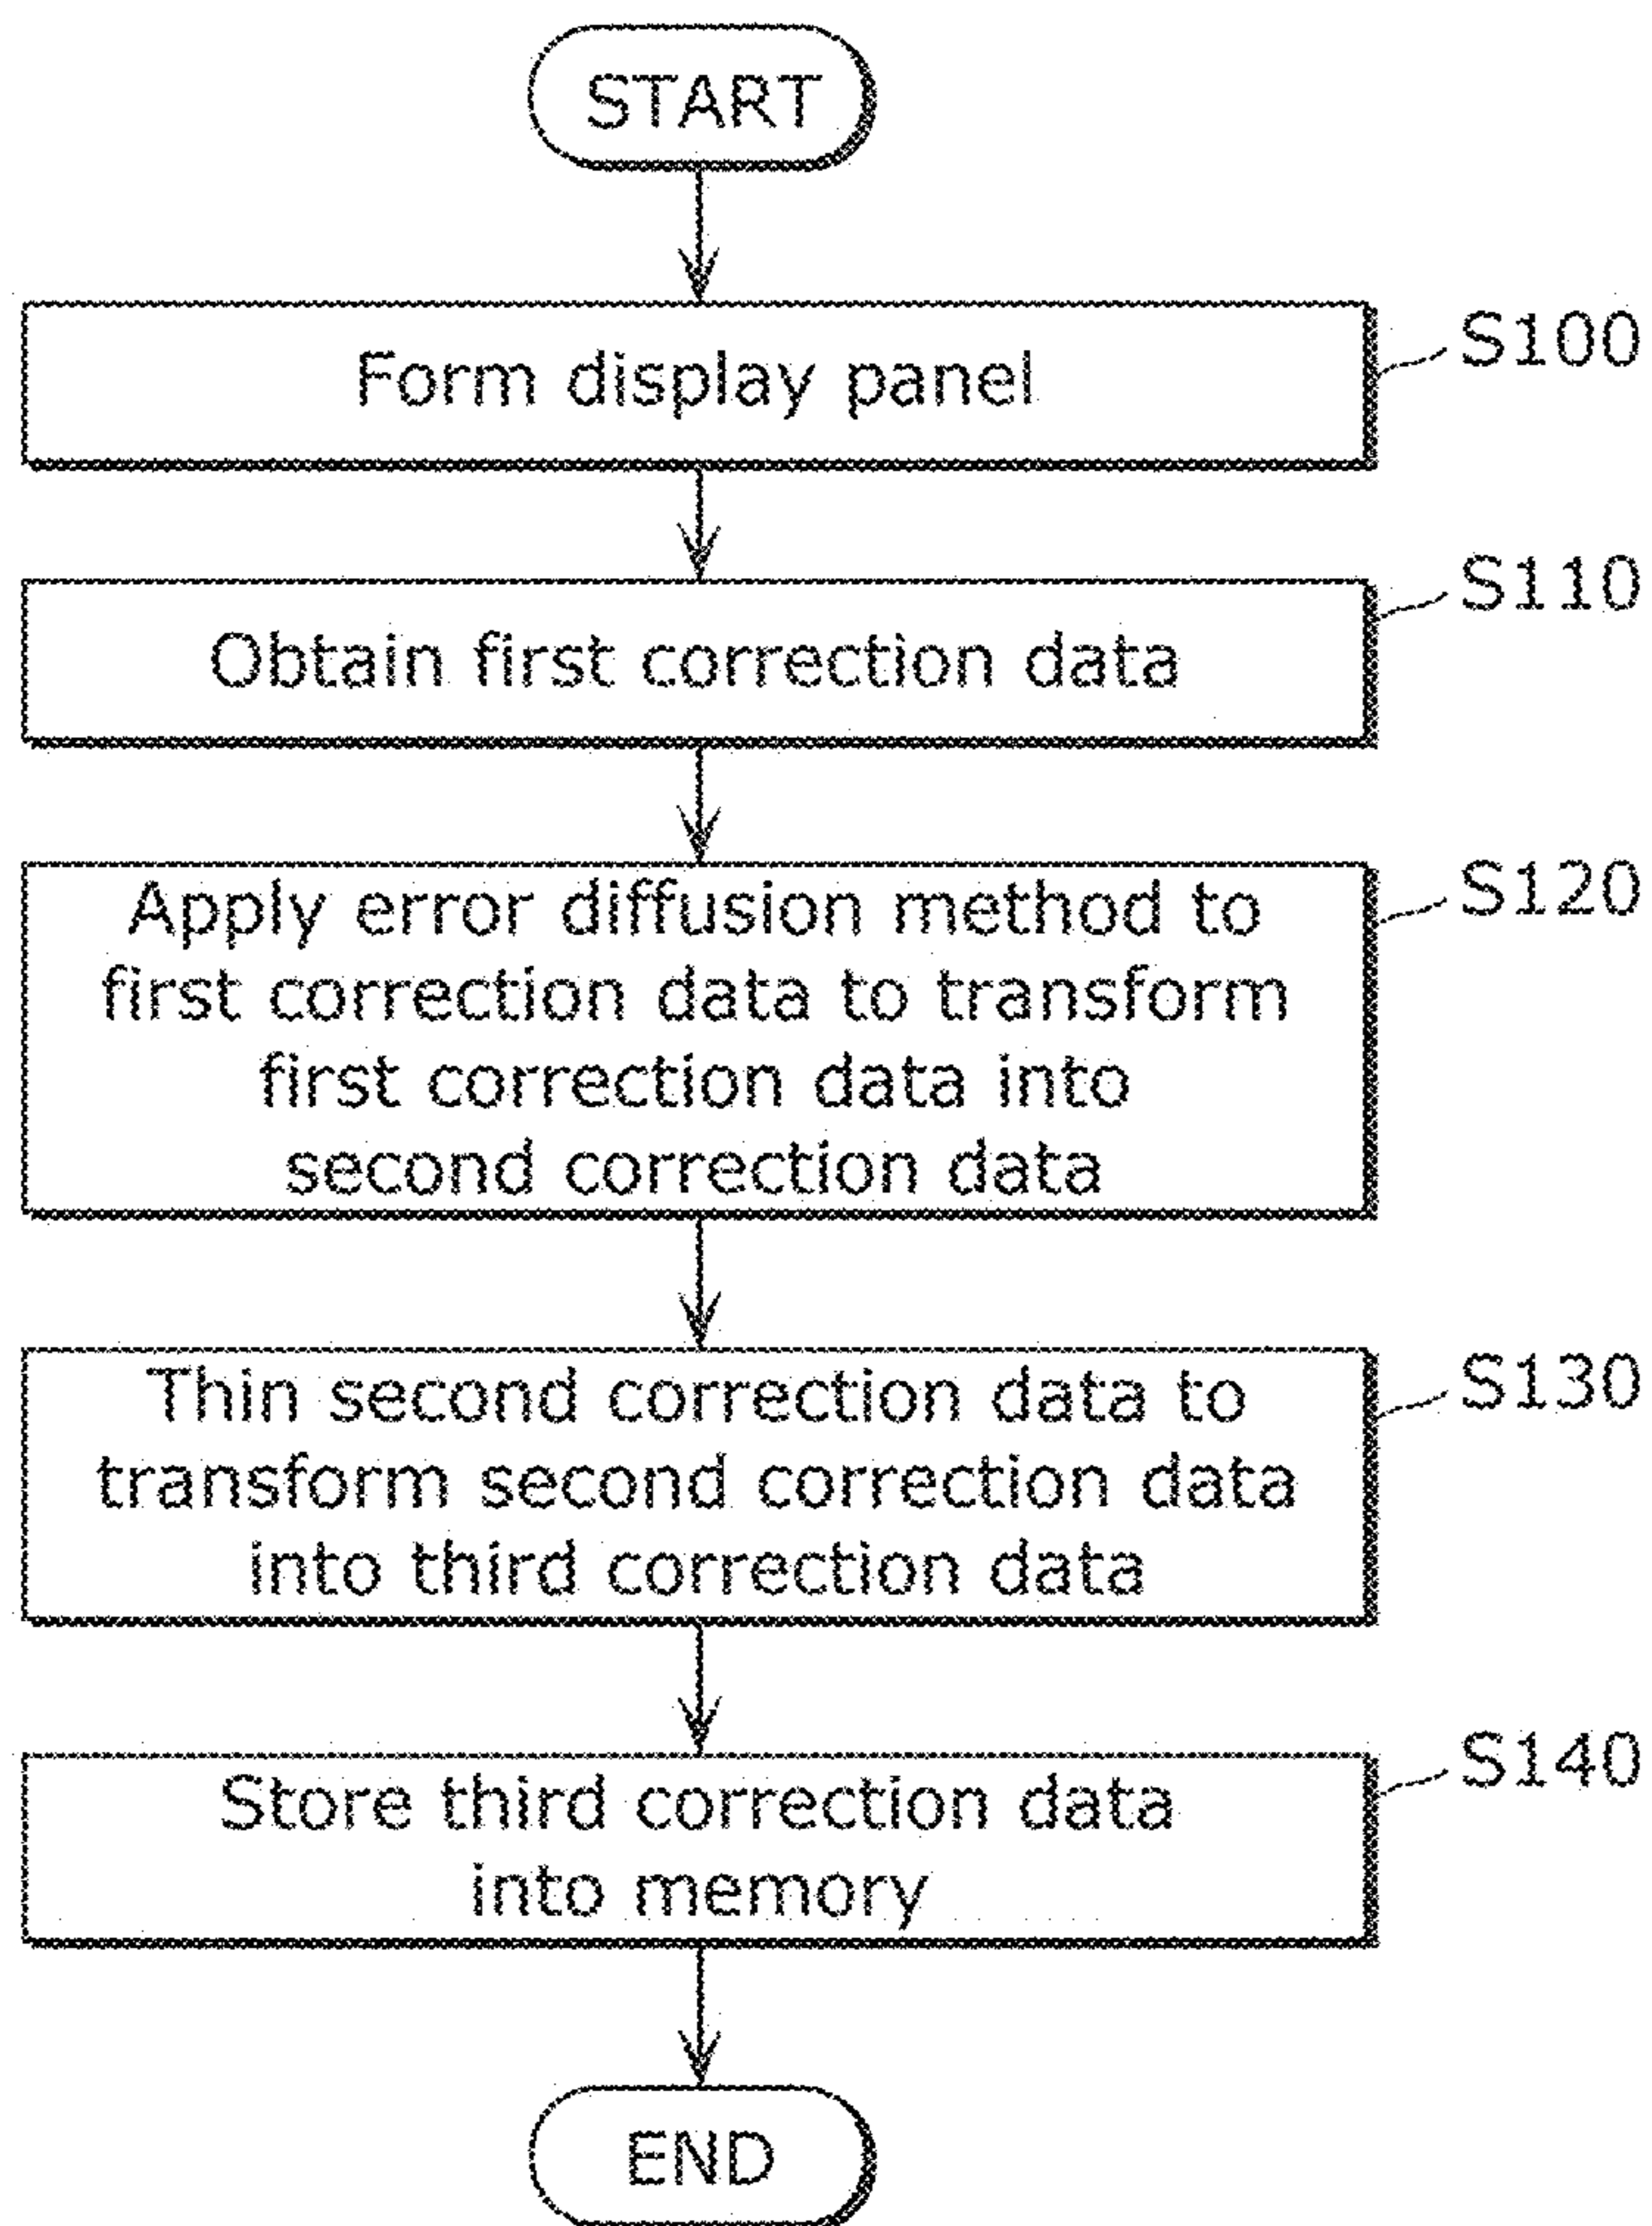 START
Form display panel
S100
Obtain first correction data
S110
Apply error diffusion method to
first correction data to transform
first correction data into
second correction data
S120
Thin second correction data to
transform second correction data
into third correction data
S130
Store third correction data
into memory
S140
END